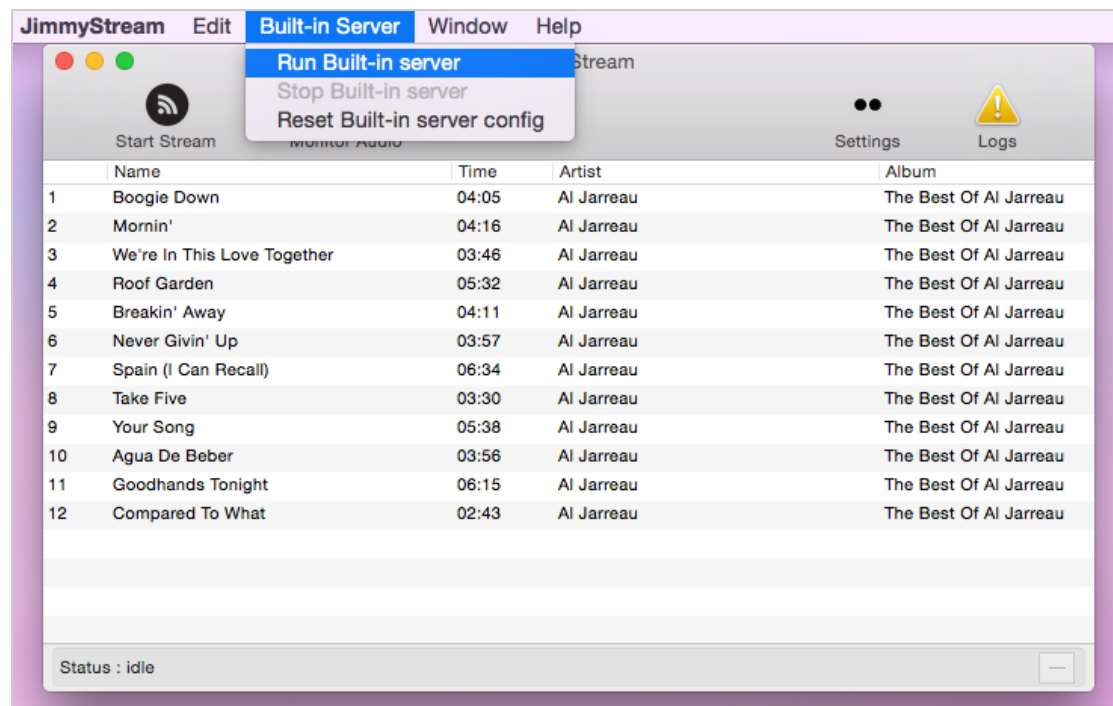 JimmyStream Edit Built-in Server Window Help
Run Built-in server
Stream
Stop Built-in server
Reset Built-in server config
Start Stream Monitor Audio Settings Logs
Name Time Artist Album
1 Boogie Down 04:05 Al Jarreau The Best Of Al Jarreau
2 Mornin' 04:16 Al Jarreau The Best Of Al Jarreau
3 We're In This Love Together 03:46 Al Jarreau The Best Of Al Jarreau
4 Roof Garden 05:32 Al Jarreau The Best Of Al Jarreau
5 Breakin' Away 04:11 Al Jarreau The Best Of Al Jarreau
6 Never Givin' Up 03:57 Al Jarreau The Best Of Al Jarreau
7 Spain (I Can Recall) 06:34 Al Jarreau The Best Of Al Jarreau
8 Take Five 03:30 Al Jarreau The Best Of Al Jarreau
9 Your Song 05:38 Al Jarreau The Best Of Al Jarreau
10 Agua De Beber 03:56 Al Jarreau The Best Of Al Jarreau
11 Goodhands Tonight 06:15 Al Jarreau The Best Of Al Jarreau
12 Compared To What 02:43 Al Jarreau The Best Of Al Jarreau
Status : idle